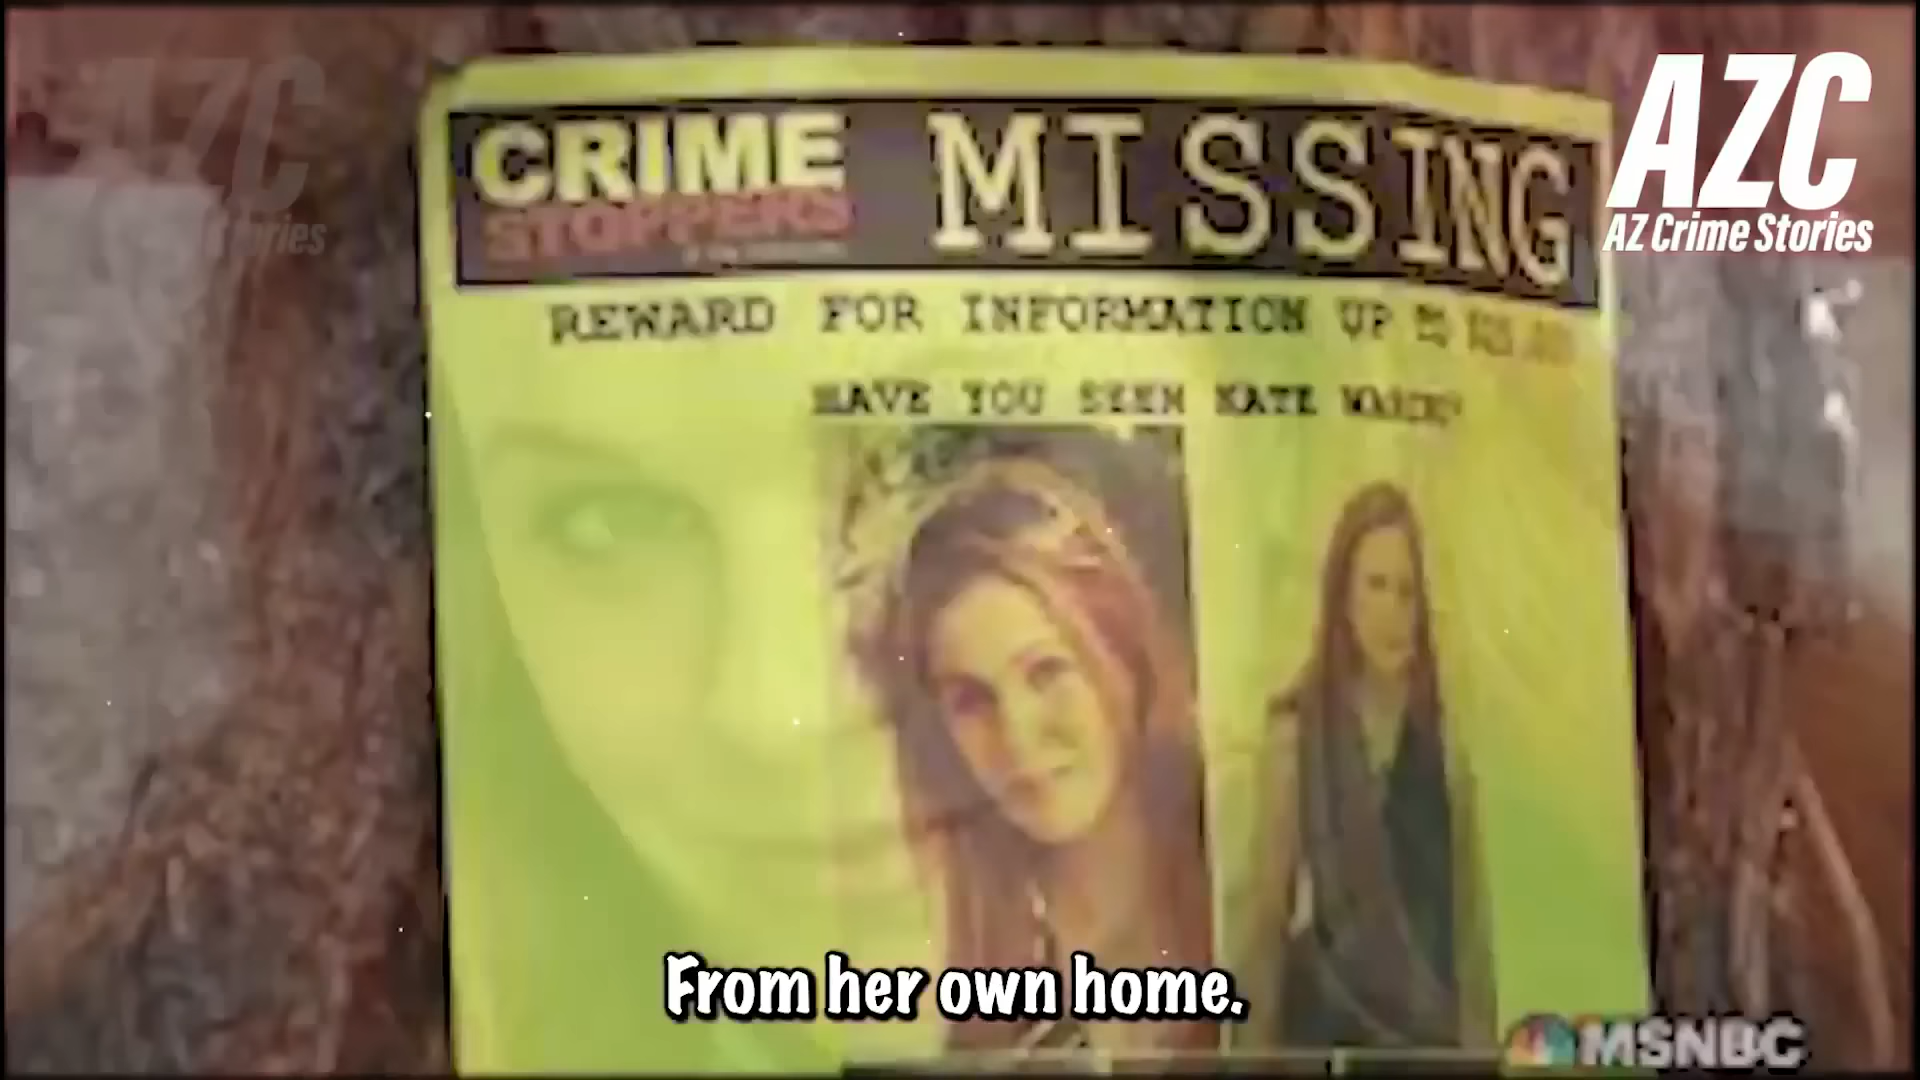 AZC
AZ Crime Stories
CRIME
STOPPERS
MISSING
REWARD FOR INFORMATION UP
HAVE YOU SEEN KATE
From her own home.
MSNBC